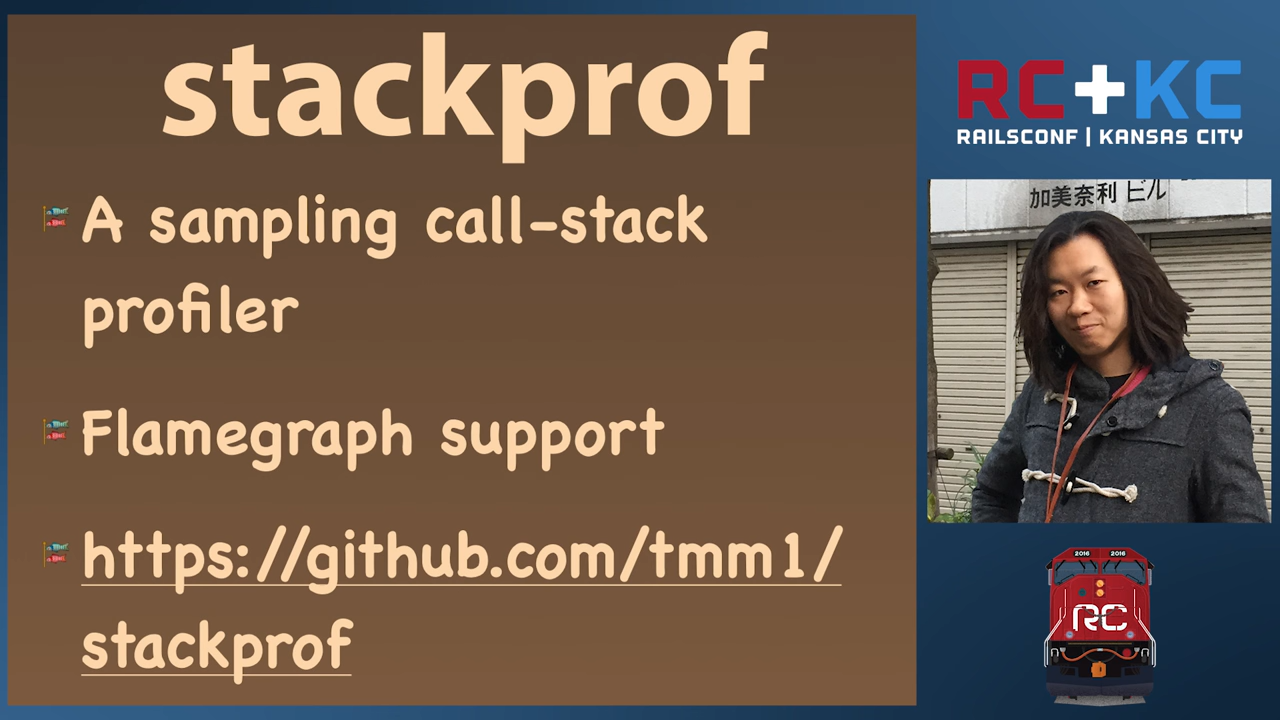 stackprof
A sampling call-stack
profiler
Flamegraph support
https://github.com/tmm1/
stackprof
RC+KC
RAILSCONF | KANSAS CITY
加美奈利 ビル
2016 2016
RC